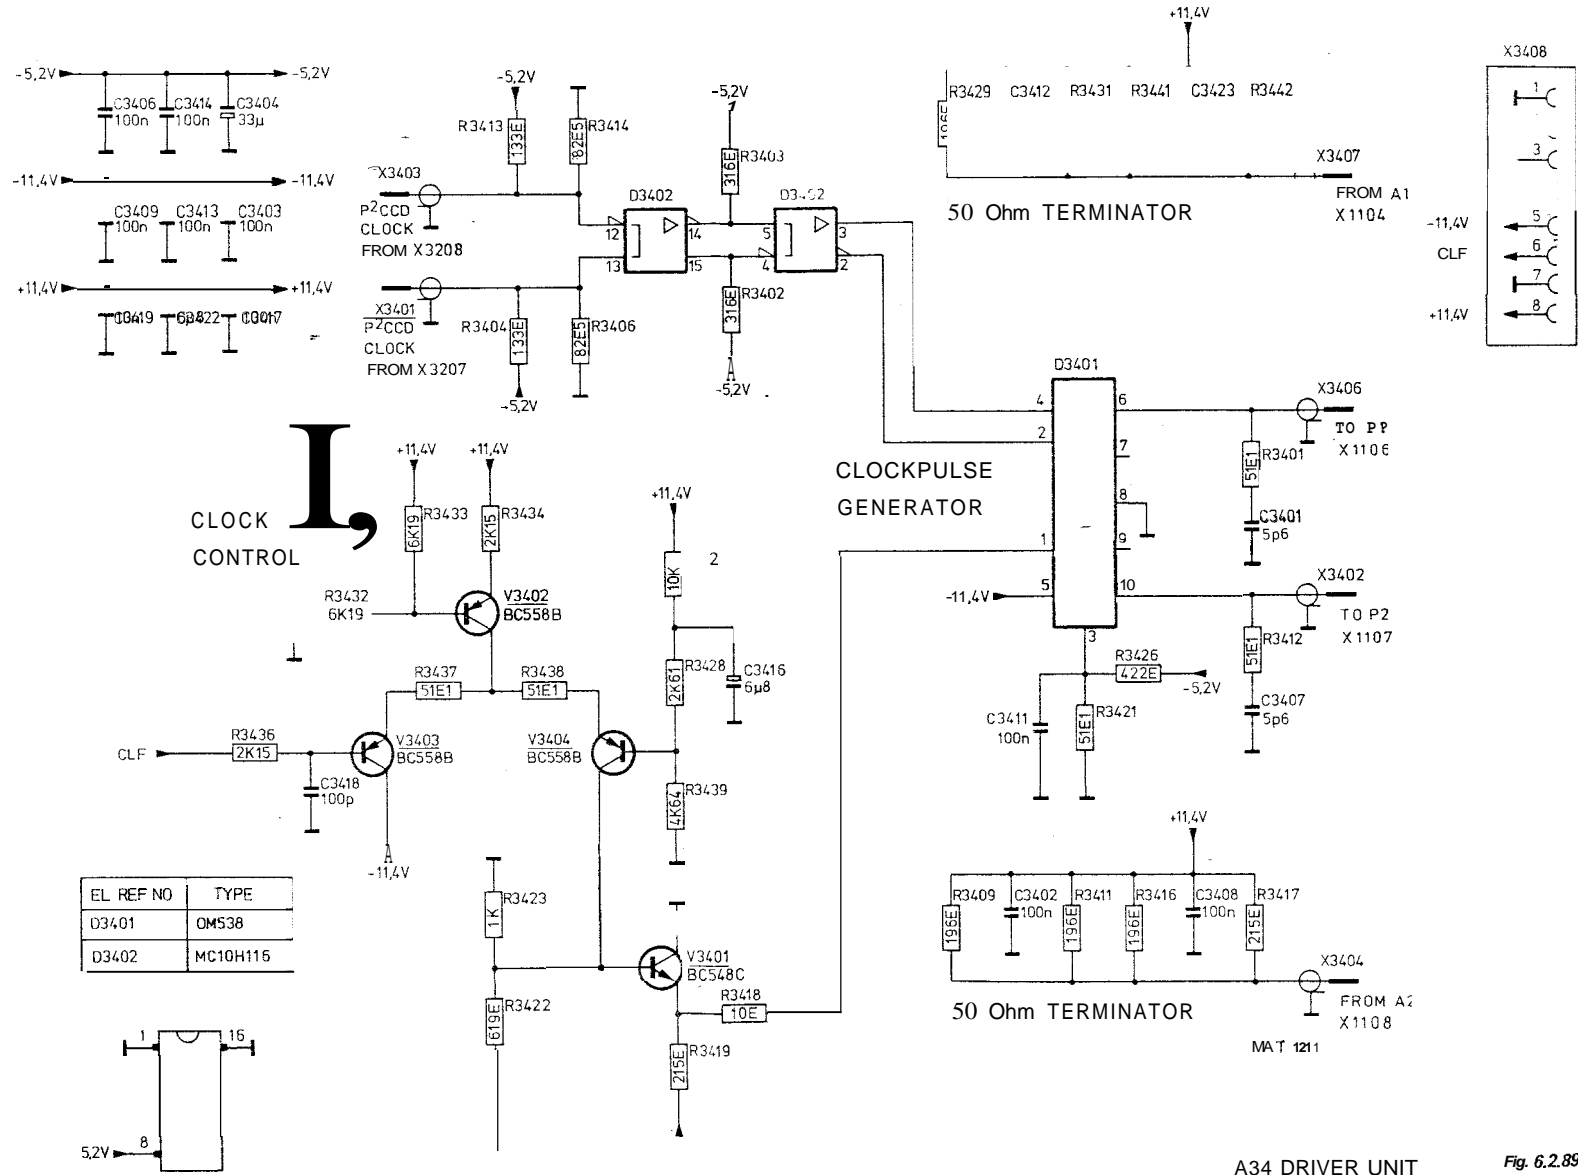 -5,2V
-5,2V
C3406
100n
C3414
100n
C3404
33µ
-11,4V
-11,4V
C3409
100n
C3413
100n
C3403
100n
+11,4V
+11,4V
X3403
P²CCD
CLOCK
FROM X3208
X3401
P²CCD
CLOCK
FROM X3207
-5,2V
R3413
133E
82E5
R3414
R3404
133E
82E5
R3406
-5,2V
D3402
12
13
14
15
-5,2V
316E
R3403
316E
R3402
-5,2V
5
4
3
2
+11,4V
R3429 C3412 R3431 R3441 C3423 R3442
X3407
FROM A1
X1104
50 Ohm TERMINATOR
X3408
1
3
-11,4V
5
CLF
6
7
+11,4V
8
D3401
4
2
1
5
3
6
7
8
9
10
-11,4V
CLOCKPULSE
GENERATOR
X3406
TO PP
X1106
R3401
51E1
C3401
5p6
X3402
TO P2
X1107
R3412
51E1
C3407
5p6
R3426
422E
-5,2V
C3411
100n
R3421
51E1
I,
CLOCK
CONTROL
+11,4V
+11,4V
R3433
6K19
R3434
2K15
R3432
6K19
V3402
BC558B
+11,4V
10K
2
R3428
2K61
C3416
6µ8
R3437
51E1
R3438
51E1
CLF
R3436
2K15
C3418
100p
V3403
BC558B
V3404
BC558B
R3439
4K64
-11,4V
R3423
1K
R3422
619E
V3401
BC548C
R3418
10E
R3419
215E
+11,4V
R3409
196E
C3402
100n
R3411
196E
R3416
196E
C3408
100n
R3417
215E
X3404
FROM A2
X1108
50 Ohm TERMINATOR
MAT 1211
EL REF NO TYPE
D3401 OM538
D3402 MC10H116
1
16
8
5,2V
A34 DRIVER UNIT
Fig. 6.2.89